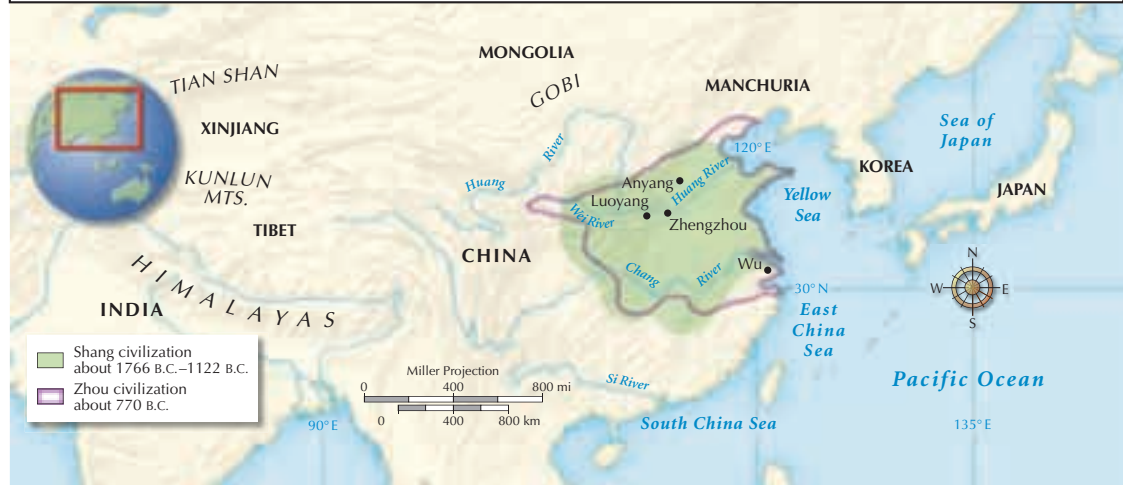 MONGOLIA
TIAN SHAN
GOBI
MANCHURIA
XINJIANG
Sea of
Japan
River
120°E
KOREA
KUNLUN
MTS.
Huang
Anyang
Huang River
JAPAN
Luoyang
Yellow
Sea
Wei River
Zhengzhou
TIBET
CHINA
N
HIMALAYAS
Chang
River
Wu
30°N
W
E
S
INDIA
East
China
Sea
Shang civilization
about 1766 B.C.–1122 B.C.
Zhou civilization
about 770 B.C.
Miller Projection
0 400 800 mi
0 400 800 km
Si River
Pacific Ocean
90°E
South China Sea
135°E